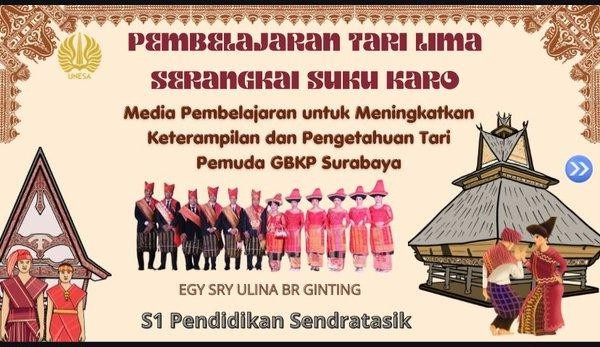 UNESA
PEMBELAJARAN TARI LIMA
SERANGKAI SUKU KARO
Media Pembelajaran untuk Meningkatkan
Keterampilan dan Pengetahuan Tari
Pemuda GBKP Surabaya
EGY SRY ULINA BR GINTING
S1 Pendidikan Sendratasik